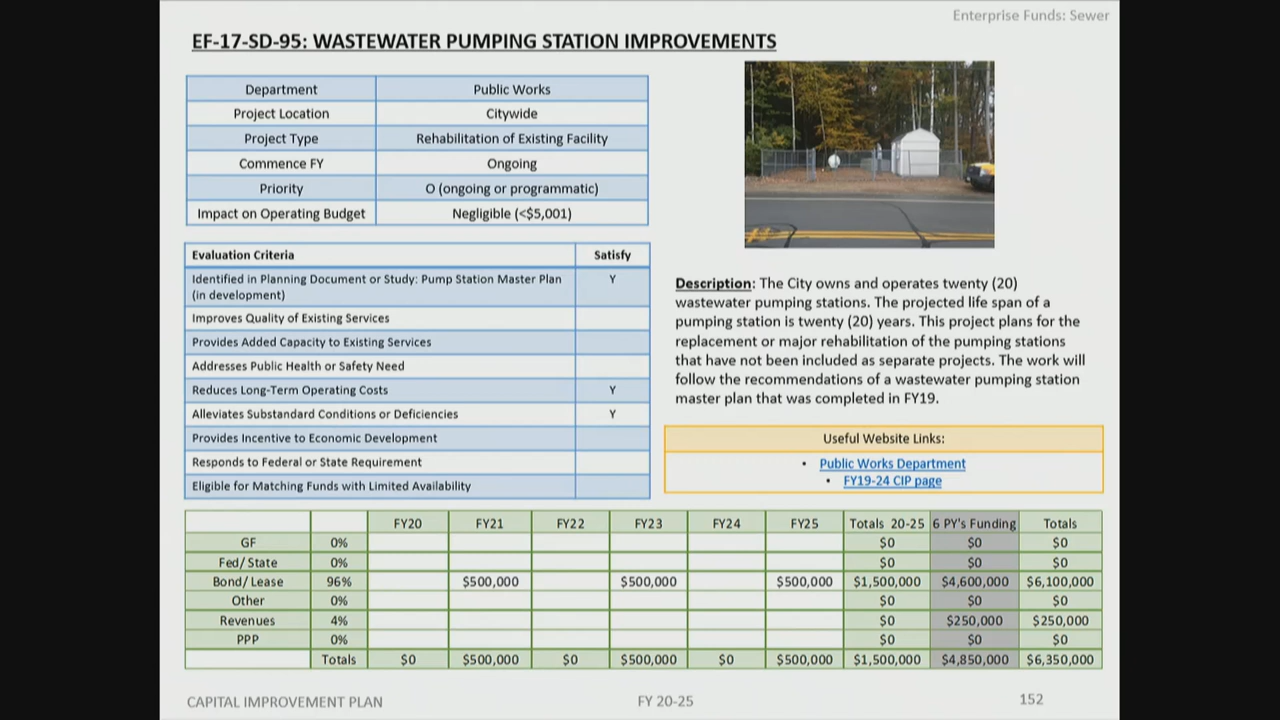 Enterprise Funds: Sewer
EF-17-SD-95: WASTEWATER PUMPING STATION IMPROVEMENTS
Department Public Works
Project Location Citywide
Project Type Rehabilitation of Existing Facility
Commence FY Ongoing
Priority O (ongoing or programmatic)
Impact on Operating Budget Negligible (<$5,001)
Evaluation Criteria Satisfy
Identified in Planning Document or Study: Pump Station Master Plan Y
(in development)
Improves Quality of Existing Services
Provides Added Capacity to Existing Services
Addresses Public Health or Safety Need
Reduces Long-Term Operating Costs Y
Alleviates Substandard Conditions or Deficiencies Y
Provides Incentive to Economic Development
Responds to Federal or State Requirement
Eligible for Matching Funds with Limited Availability
Description: The City owns and operates twenty (20)
wastewater pumping stations. The projected life span of a
pumping station is twenty (20) years. This project plans for the
replacement or major rehabilitation of the pumping stations
that have not been included as separate projects. The work will
follow the recommendations of a wastewater pumping station
master plan that was completed in FY19.
Useful Website Links:
• Public Works Department
• FY19-24 CIP page
FY20 FY21 FY22 FY23 FY24 FY25 Totals 20-25 6 PY's Funding Totals
GF 0% $0 $0 $0
Fed/State 0% $0 $0 $0
Bond/Lease 96% $500,000 $500,000 $500,000 $1,500,000 $4,600,000 $6,100,000
Other 0% $0 $0 $0
Revenues 4% $0 $250,000 $250,000
PPP 0% $0 $0 $0
Totals $0 $500,000 $0 $500,000 $0 $500,000 $1,500,000 $4,850,000 $6,350,000
CAPITAL IMPROVEMENT PLAN FY 20-25 152